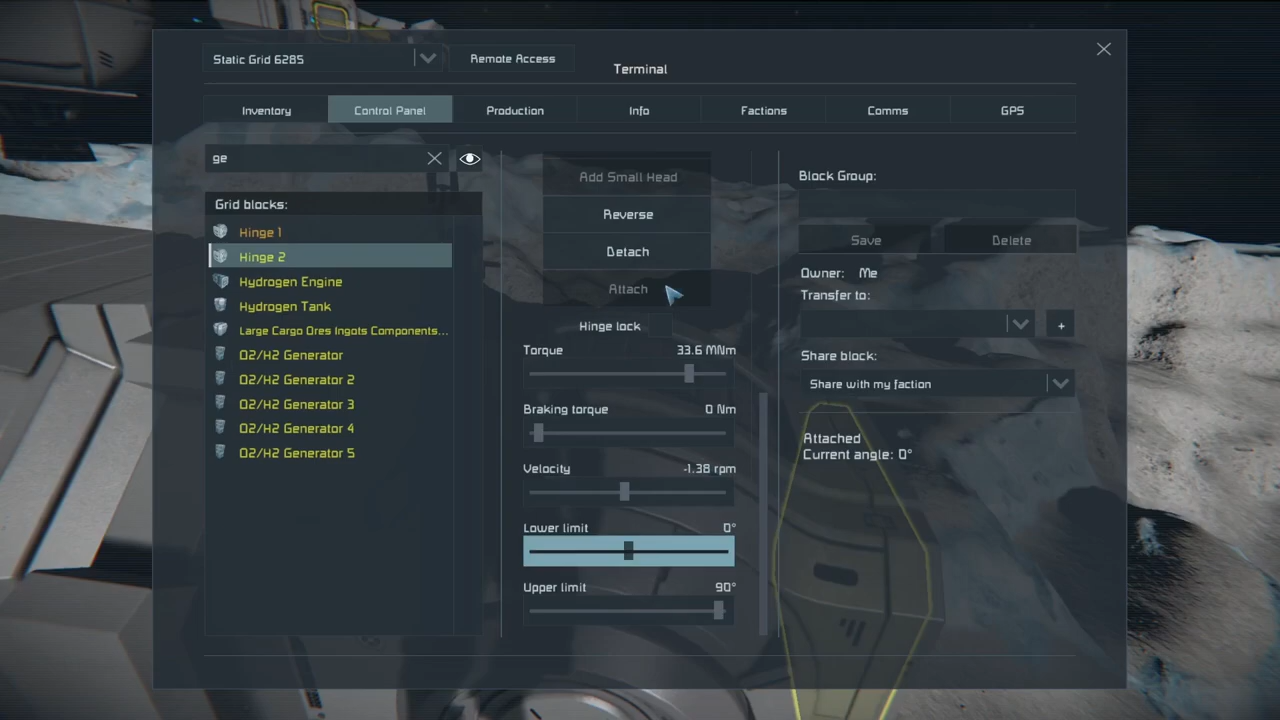 Static Grid 6285
Remote Access
Terminal
Inventory
Control Panel
Production
Info
Factions
Comms
GPS
ge
Grid blocks:
Hinge 1
Hinge 2
Hydrogen Engine
Hydrogen Tank
Large Cargo Ores Ingots Components...
O2/H2 Generator
O2/H2 Generator 2
O2/H2 Generator 3
O2/H2 Generator 4
O2/H2 Generator 5
Add Small Head
Reverse
Detach
Attach
Hinge lock
Torque 33.6 MNm
Braking torque 0 Nm
Velocity -1.38 rpm
Lower limit 0°
Upper limit 90°
Block Group:
Save
Delete
Owner: Me
Transfer to:
+
Share block:
Share with my faction
Attached
Current angle: 0°